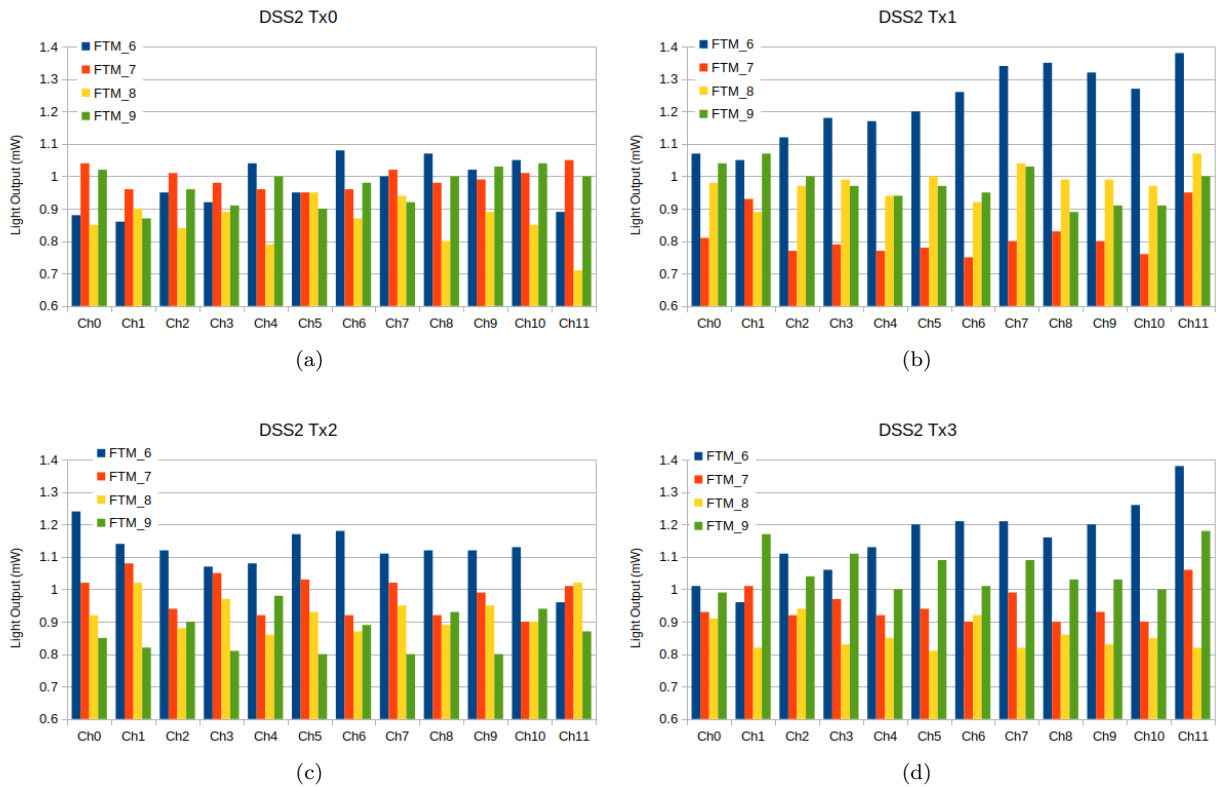 DSS2 Tx0
FTM_6
FTM_7
FTM_8
FTM_9
Light Output (mW)
1.4
1.3
1.2
1.1
1
0.9
0.8
0.7
0.6
Ch0 Ch1 Ch2 Ch3 Ch4 Ch5 Ch6 Ch7 Ch8 Ch9 Ch10 Ch11
(a)
DSS2 Tx1
FTM_6
FTM_7
FTM_8
FTM_9
Light Output (mW)
1.4
1.3
1.2
1.1
1
0.9
0.8
0.7
0.6
Ch0 Ch1 Ch2 Ch3 Ch4 Ch5 Ch6 Ch7 Ch8 Ch9 Ch10 Ch11
(b)
DSS2 Tx2
FTM_6
FTM_7
FTM_8
FTM_9
Light Output (mW)
1.4
1.3
1.2
1.1
1
0.9
0.8
0.7
0.6
Ch0 Ch1 Ch2 Ch3 Ch4 Ch5 Ch6 Ch7 Ch8 Ch9 Ch10 Ch11
(c)
DSS2 Tx3
FTM_6
FTM_7
FTM_8
FTM_9
Light Output (mW)
1.4
1.3
1.2
1.1
1
0.9
0.8
0.7
0.6
Ch0 Ch1 Ch2 Ch3 Ch4 Ch5 Ch6 Ch7 Ch8 Ch9 Ch10 Ch11
(d)